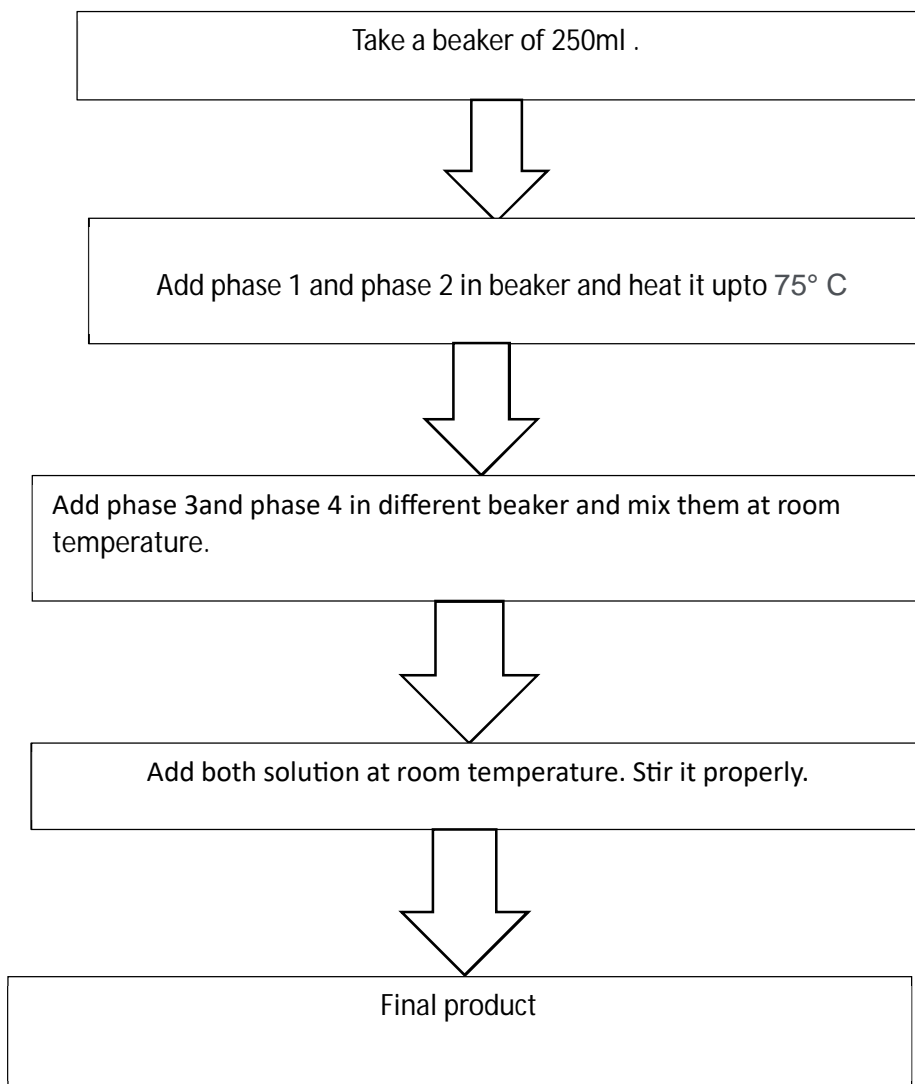 Take a beaker of 250ml .
Add phase 1 and phase 2 in beaker and heat it upto 75° C
Add phase 3and phase 4 in different beaker and mix them at room
temperature.
Add both solution at room temperature. Stir it properly.
Final product